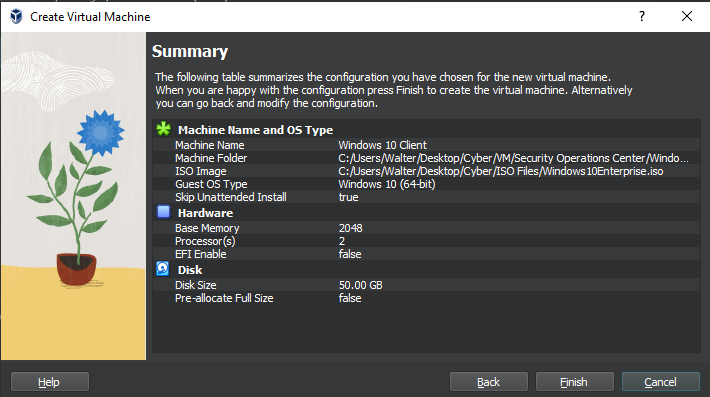 Create Virtual Machine
?
Summary
The following table summarizes the configuration you have chosen for the new virtual machine.
When you are happy with the configuration press Finish to create the virtual machine. Alternatively
you can go back and modify the configuration.
Machine Name and OS Type
Machine Name Windows 10 Client
Machine Folder C:/Users/Walter/Desktop/Cyber/VM/Security Operations Center/Windo...
ISO Image C:/Users/Walter/Desktop/Cyber/ISO Files/Windows10Enterprise.iso
Guest OS Type Windows 10 (64-bit)
Skip Unattended Install true
Hardware
Base Memory 2048
Processor(s) 2
EFI Enable false
Disk
Disk Size 50.00 GB
Pre-allocate Full Size false
Help Back Finish Cancel